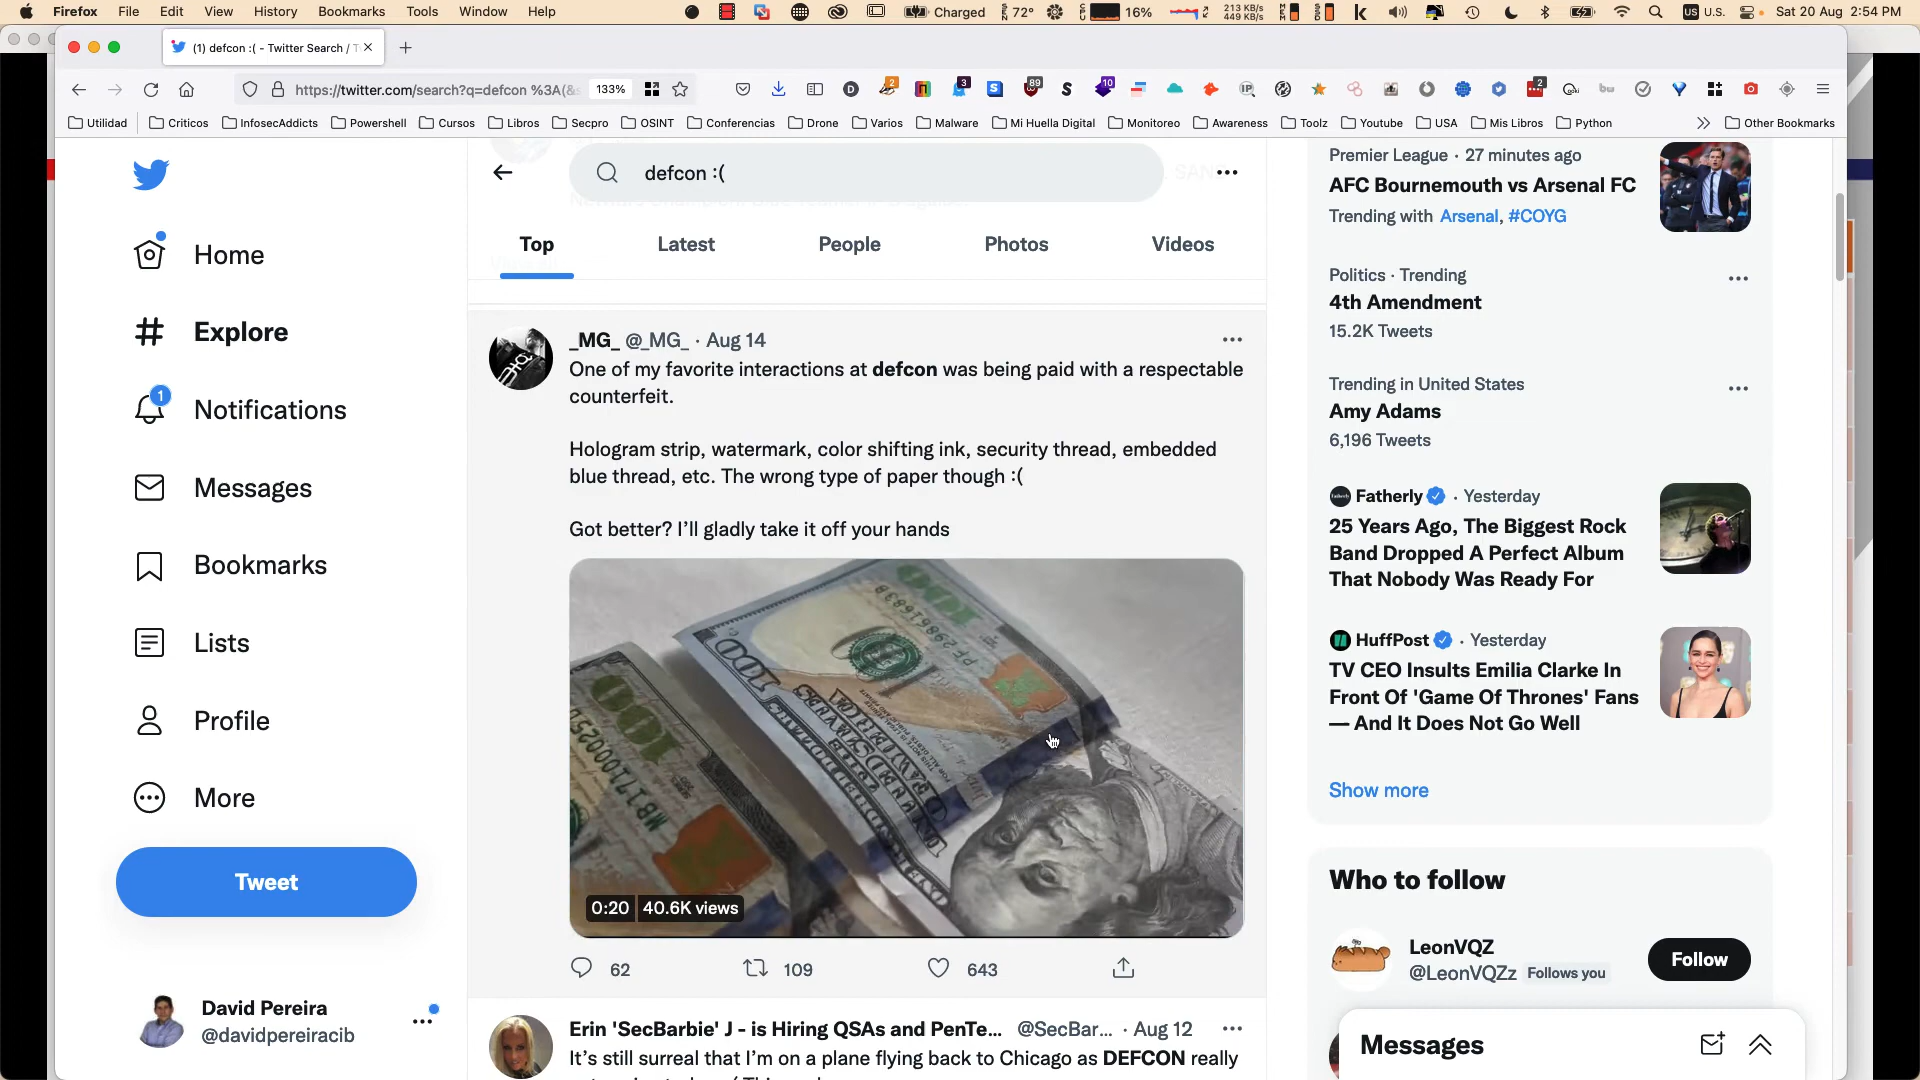 Firefox File Edit View History Bookmarks Tools Window Help Charged 72° 16% 213 KB/s 449 KB/s U.S. Sat 20 Aug 2:54 PM
(1) defcon :( - Twitter Search / T
https://twitter.com/search?q=defcon %3A(&s 133%
Utilidad Criticos InfosecAddicts Powershell Cursos Libros Secpro OSINT Conferencias Drone Varios Malware Mi Huella Digital Monitoreo Awareness Toolz Youtube USA Mis Libros Python Other Bookmarks
Home
Explore
1
Notifications
Messages
Bookmarks
Lists
Profile
More
Tweet
David Pereira
@davidpereiracib
defcon :(
Top Latest People Photos Videos
_MG_ @_MG_ · Aug 14
One of my favorite interactions at defcon was being paid with a respectable
counterfeit.
Hologram strip, watermark, color shifting ink, security thread, embedded
blue thread, etc. The wrong type of paper though :(
Got better? I'll gladly take it off your hands
0:20 40.6K views
62 109 643
Erin 'SecBarbie' J - is Hiring QSAs and PenTe... @SecBar... · Aug 12
It's still surreal that I'm on a plane flying back to Chicago as DEFCON really
Premier League · 27 minutes ago
AFC Bournemouth vs Arsenal FC
Trending with Arsenal, #COYG
Politics · Trending
4th Amendment
15.2K Tweets
Trending in United States
Amy Adams
6,196 Tweets
Fatherly · Yesterday
25 Years Ago, The Biggest Rock
Band Dropped A Perfect Album
That Nobody Was Ready For
HuffPost · Yesterday
TV CEO Insults Emilia Clarke In
Front Of 'Game Of Thrones' Fans
— And It Does Not Go Well
Show more
Who to follow
LeonVQZ
@LeonVQZz Follows you
Follow
Messages